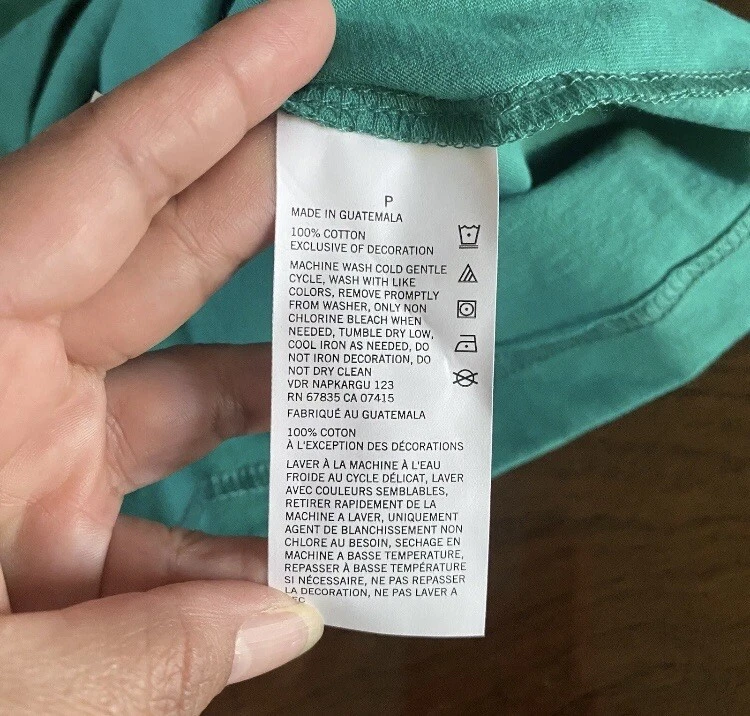 P
MADE IN GUATEMALA
100% COTTON
EXCLUSIVE OF DECORATION
MACHINE WASH COLD GENTLE
CYCLE, WASH WITH LIKE
COLORS, REMOVE PROMPTLY
FROM WASHER, ONLY NON
CHLORINE BLEACH WHEN
NEEDED, TUMBLE DRY LOW,
COOL IRON AS NEEDED, DO
NOT IRON DECORATION, DO
NOT DRY CLEAN
VDR NAPKARGU 123
RN 67835 CA 07415
FABRIQUÉ AU GUATEMALA
100% COTON
À L'EXCEPTION DES DÉCORATIONS
LAVER À LA MACHINE À L'EAU
FROIDE AU CYCLE DÉLICAT, LAVER
AVEC COULEURS SEMBLABLES,
RETIRER RAPIDEMENT DE LA
MACHINE A LAVER, UNIQUEMENT
AGENT DE BLANCHISSEMENT NON
CHLORE AU BESOIN, SECHAGE EN
MACHINE A BASSE TEMPERATURE,
REPASSER À BASSE TEMPÉRATURE
SI NÉCESSAIRE, NE PAS REPASSER
LA DECORATION, NE PAS LAVER A